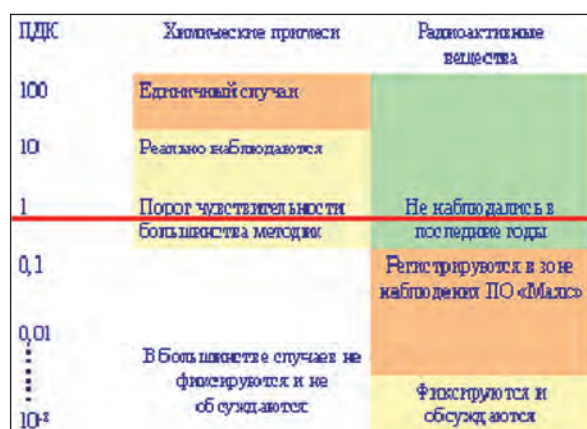 ПДК Химические примеси Радиоактивные
вещества
100 Единичный случаи
10 Реально наблюдаются
1 Порог чувствительности Не наблюдались в
большинства методик последние годы
0,1 Регистрируются в зоне
наблюдения ПО «Маяк»
0,01
В большинстве случаев не
фиксируются и не Фиксируются и
обсуждаются обсуждаются